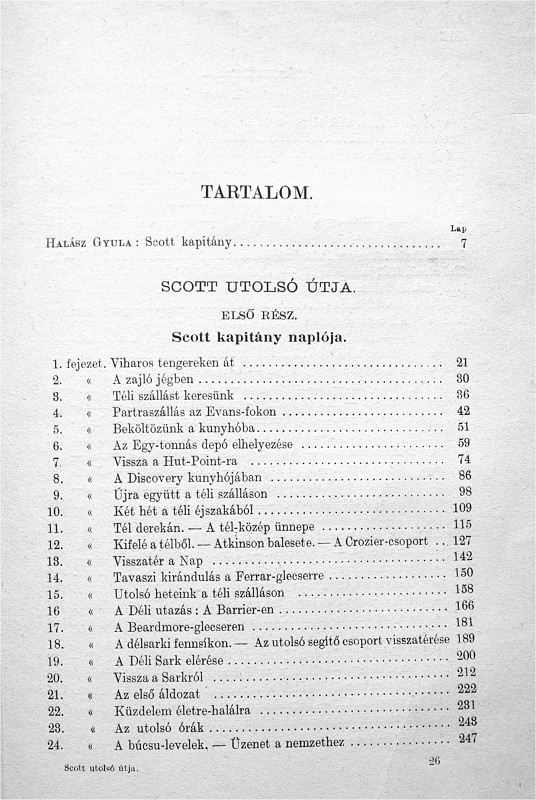 TARTALOM.
Lap
HALÁSZ GYULA : Scott kapitány................................ 7
SCOTT UTOLSÓ ÚTJA.
ELSŐ RÉSZ.
Scott kapitány naplója.
1. fejezet. Viharos tengereken át ................................ 21
2. « A zajló jégben ................................ 30
3. « Téli szállást keresünk ................................ 36
4. « Partraszállás az Evans-fokon ................................ 42
5. « Beköltözünk a kunyhóba ................................ 51
6. « Az Egy-tonnás depó elhelyezése ................................ 59
7. « Vissza a Hut-Point-ra ................................ 74
8. « A Discovery kunyhójában ................................ 86
9. « Újra együtt a téli szálláson ................................ 98
10. « Két hét a téli éjszakából ................................ 109
11. « Tél derekán. — A tél-közép ünnepe ................................ 115
12. « Kifelé a télből. — Atkinson balesete. — A Crozier-csoport .. 127
13. « Visszatér a Nap ................................ 142
14. « Tavaszi kirándulás a Ferrar-glecserre ................................ 150
15. « Utolsó heteink a téli szálláson ................................ 158
16 « A Déli utazás : A Barrier-en ................................ 166
17. « A Beardmore-glecseren ................................ 181
18. « A délsarki fennsíkon. — Az utolsó segítő csoport visszatérése 189
19. « A Déli Sark elérése ................................ 200
20. « Vissza a Sarkról ................................ 212
21. « Az első áldozat ................................ 222
22. « Küzdelem életre-halálra ................................ 231
23. « Az utolsó órák ................................ 243
24. « A búcsu-levelek. — Üzenet a nemzethez ................................ 247
Scott utolsó útja. 26